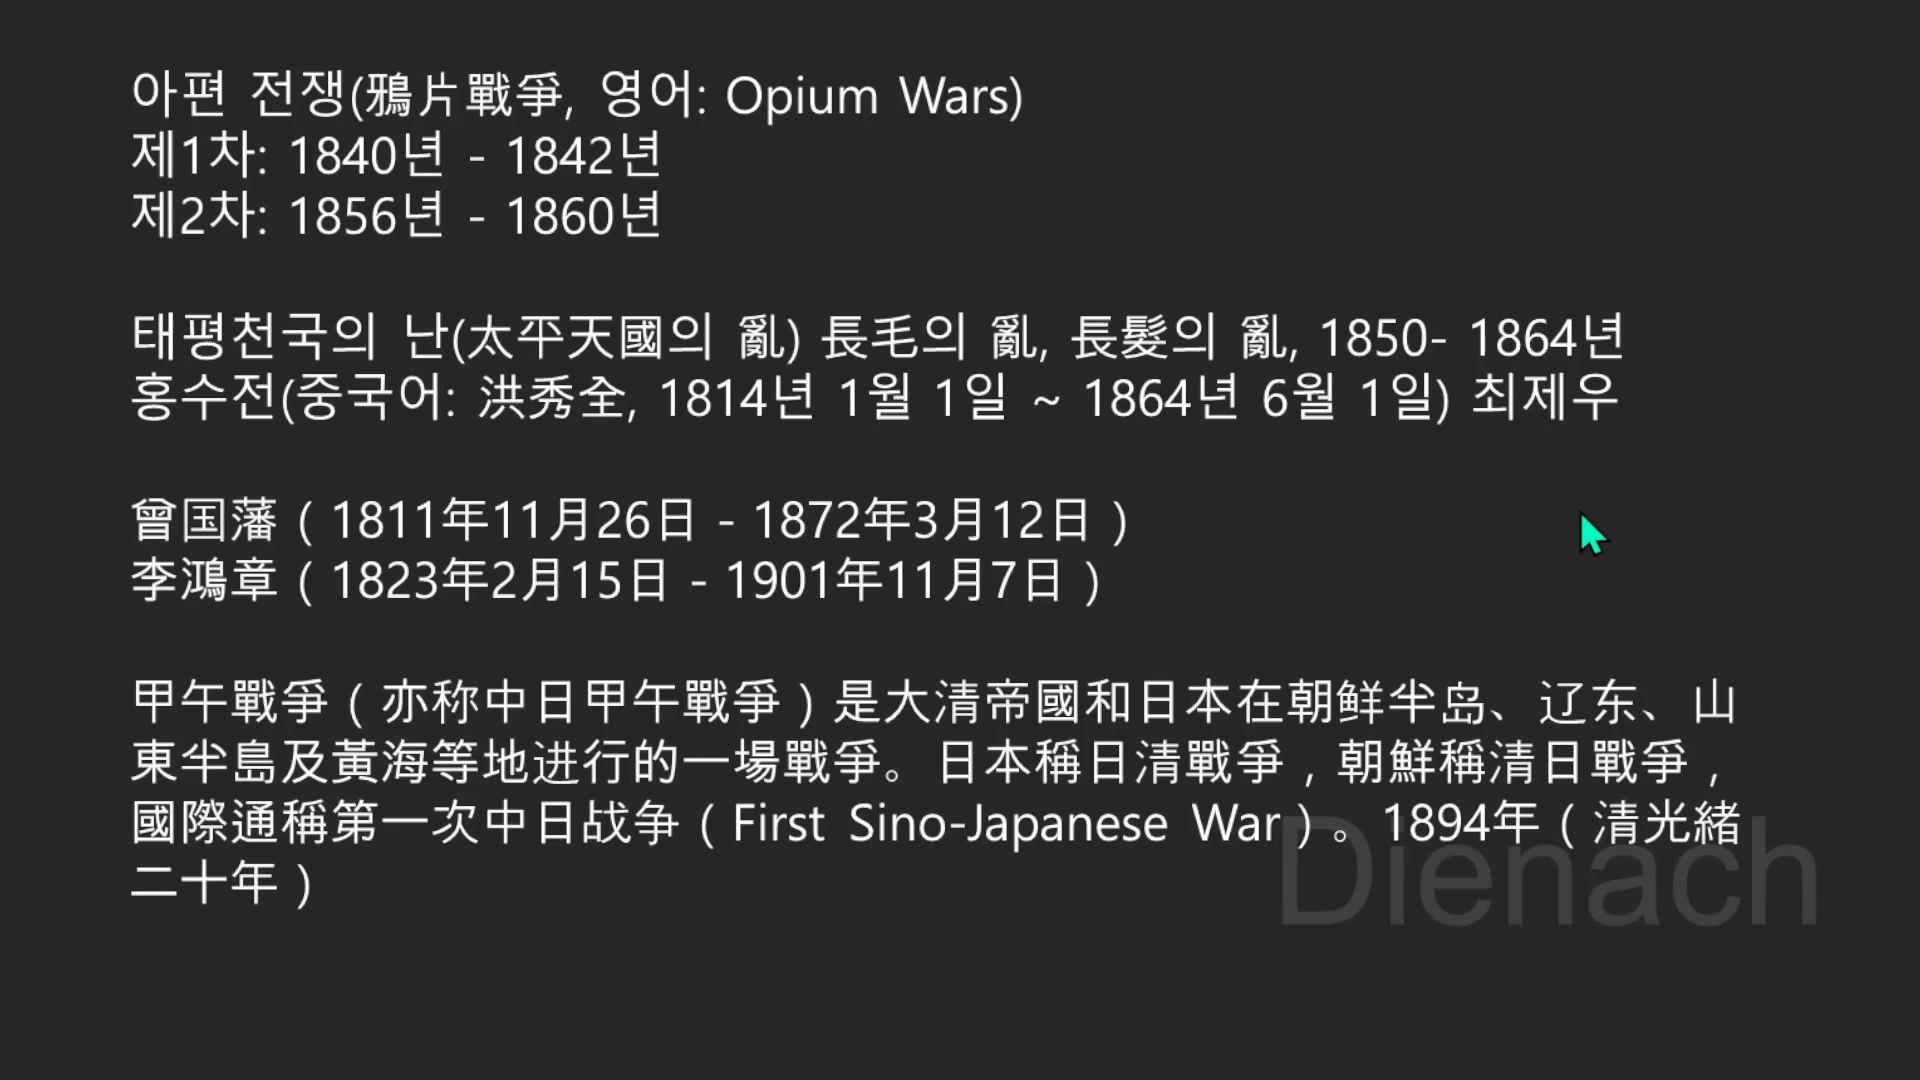 아편 전쟁(鴉片戰爭, 영어: Opium Wars)
제1차: 1840년 - 1842년
제2차: 1856년 - 1860년
태평천국의 난(太平天國의 亂) 長毛의 亂, 長髮의 亂, 1850- 1864년
홍수전(중국어: 洪秀全, 1814년 1월 1일 ~ 1864년 6월 1일) 최제우
曾国藩（1811年11月26日 - 1872年3月12日）
李鴻章（1823年2月15日 - 1901年11月7日）
甲午戰爭（亦称中日甲午戰爭）是大清帝國和日本在朝鲜半岛、辽东、山
東半島及黃海等地进行的一場戰爭。日本稱日清戰爭，朝鮮稱清日戰爭，
國際通稱第一次中日战争（First Sino-Japanese War）。1894年（清光緒
二十年）
Dienach